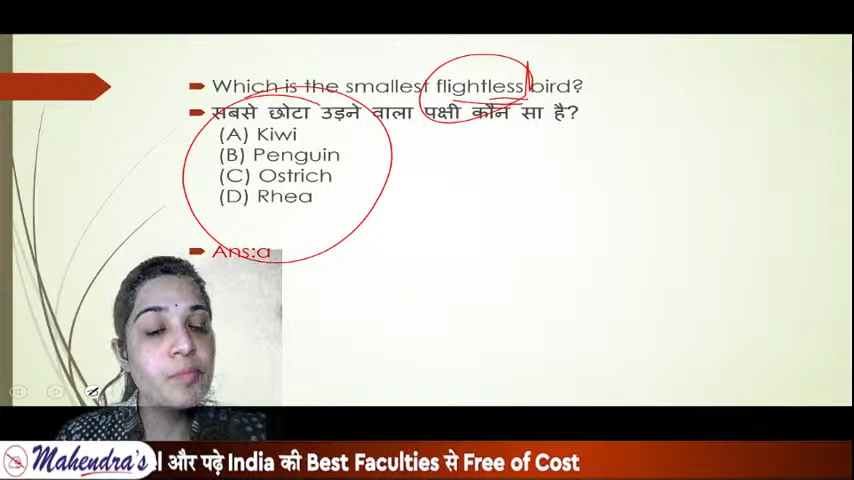 Which is the smallest flightless bird?
सबसे छोटा उड़ने वाला पक्षी कौन सा है?
(A) Kiwi
(B) Penguin
(C) Ostrich
(D) Rhea
Ans:a
Mahendra's और पढ़े India की Best Faculties से Free of Cost